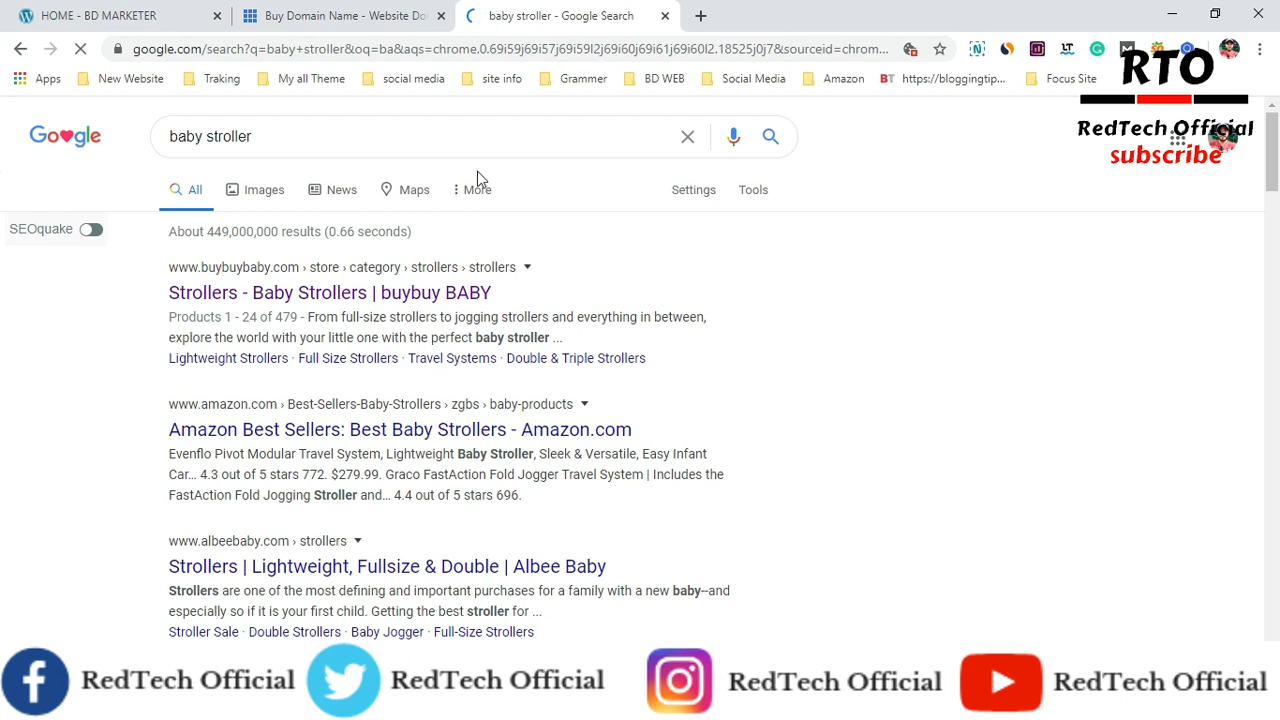 HOME - BD MARKETER
Buy Domain Name - Website Do
baby stroller - Google Search
google.com/search?q=baby+stroller&oq=ba&aqs=chrome.0.69i59j69i57j69i59l2j69i60j69i61j69i60l2.18525j0j7&sourceid=chrom...
Apps
New Website
Traking
My all Theme
social media
site info
Grammer
BD WEB
Social Media
Amazon
BT https://bloggingtip...
Focus Site
RTO
RedTech Official
subscribe
Google
baby stroller
All
Images
News
Maps
More
Settings
Tools
SEOquake
About 449,000,000 results (0.66 seconds)
www.buybuybaby.com › store › category › strollers › strollers
Strollers - Baby Strollers | buybuy BABY
Products 1 - 24 of 479 - From full-size strollers to jogging strollers and everything in between,
explore the world with your little one with the perfect baby stroller ...
Lightweight Strollers · Full Size Strollers · Travel Systems · Double & Triple Strollers
www.amazon.com › Best-Sellers-Baby-Strollers › zgbs › baby-products
Amazon Best Sellers: Best Baby Strollers - Amazon.com
Evenflo Pivot Modular Travel System, Lightweight Baby Stroller, Sleek & Versatile, Easy Infant
Car... 4.3 out of 5 stars 772. $279.99. Graco FastAction Fold Jogger Travel System | Includes the
FastAction Fold Jogging Stroller and... 4.4 out of 5 stars 696.
www.albeebaby.com › strollers
Strollers | Lightweight, Fullsize & Double | Albee Baby
Strollers are one of the most defining and important purchases for a family with a new baby--and
especially so if it is your first child. Getting the best stroller for ...
Stroller Sale · Double Strollers · Baby Jogger · Full-Size Strollers
RedTech Official
RedTech Official
RedTech Official
RedTech Official